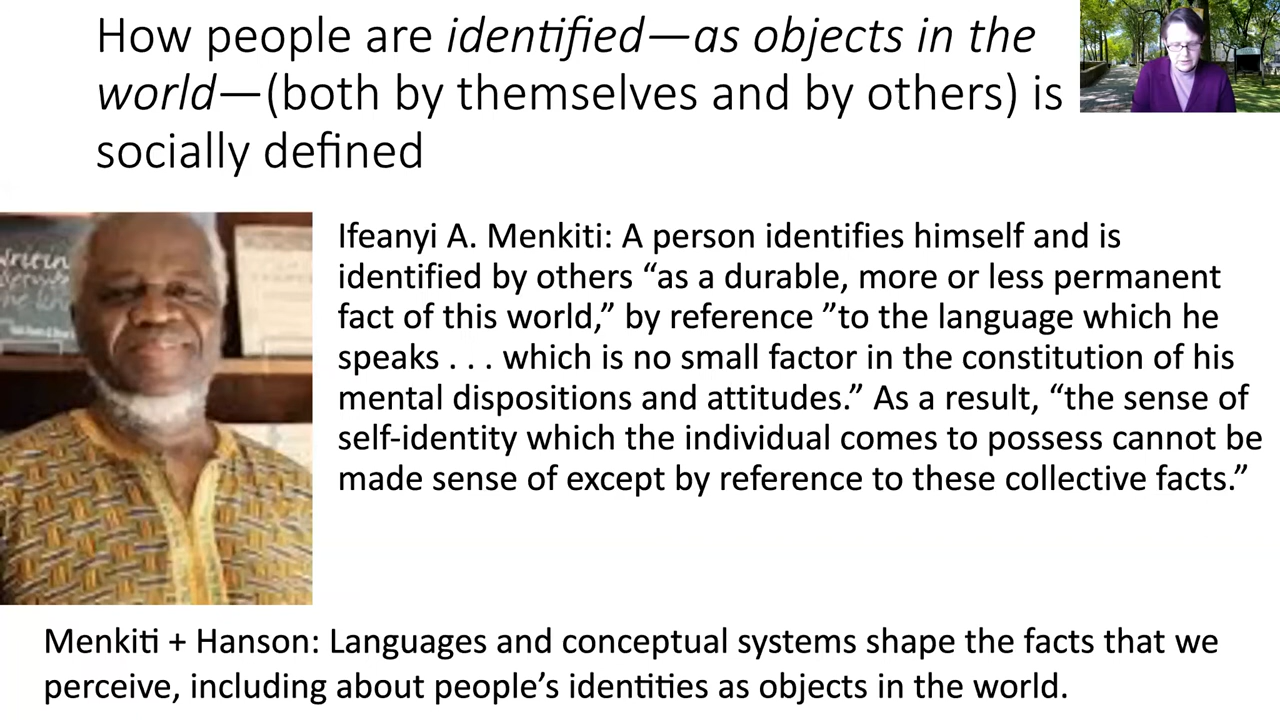 How people are identified—as objects in the
world—(both by themselves and by others) is
socially defined
Ifeanyi A. Menkiti: A person identifies himself and is
identified by others “as a durable, more or less permanent
fact of this world,” by reference ”to the language which he
speaks . . . which is no small factor in the constitution of his
mental dispositions and attitudes.” As a result, “the sense of
self-identity which the individual comes to possess cannot be
made sense of except by reference to these collective facts.”
Menkiti + Hanson: Languages and conceptual systems shape the facts that we
perceive, including about people’s identities as objects in the world.